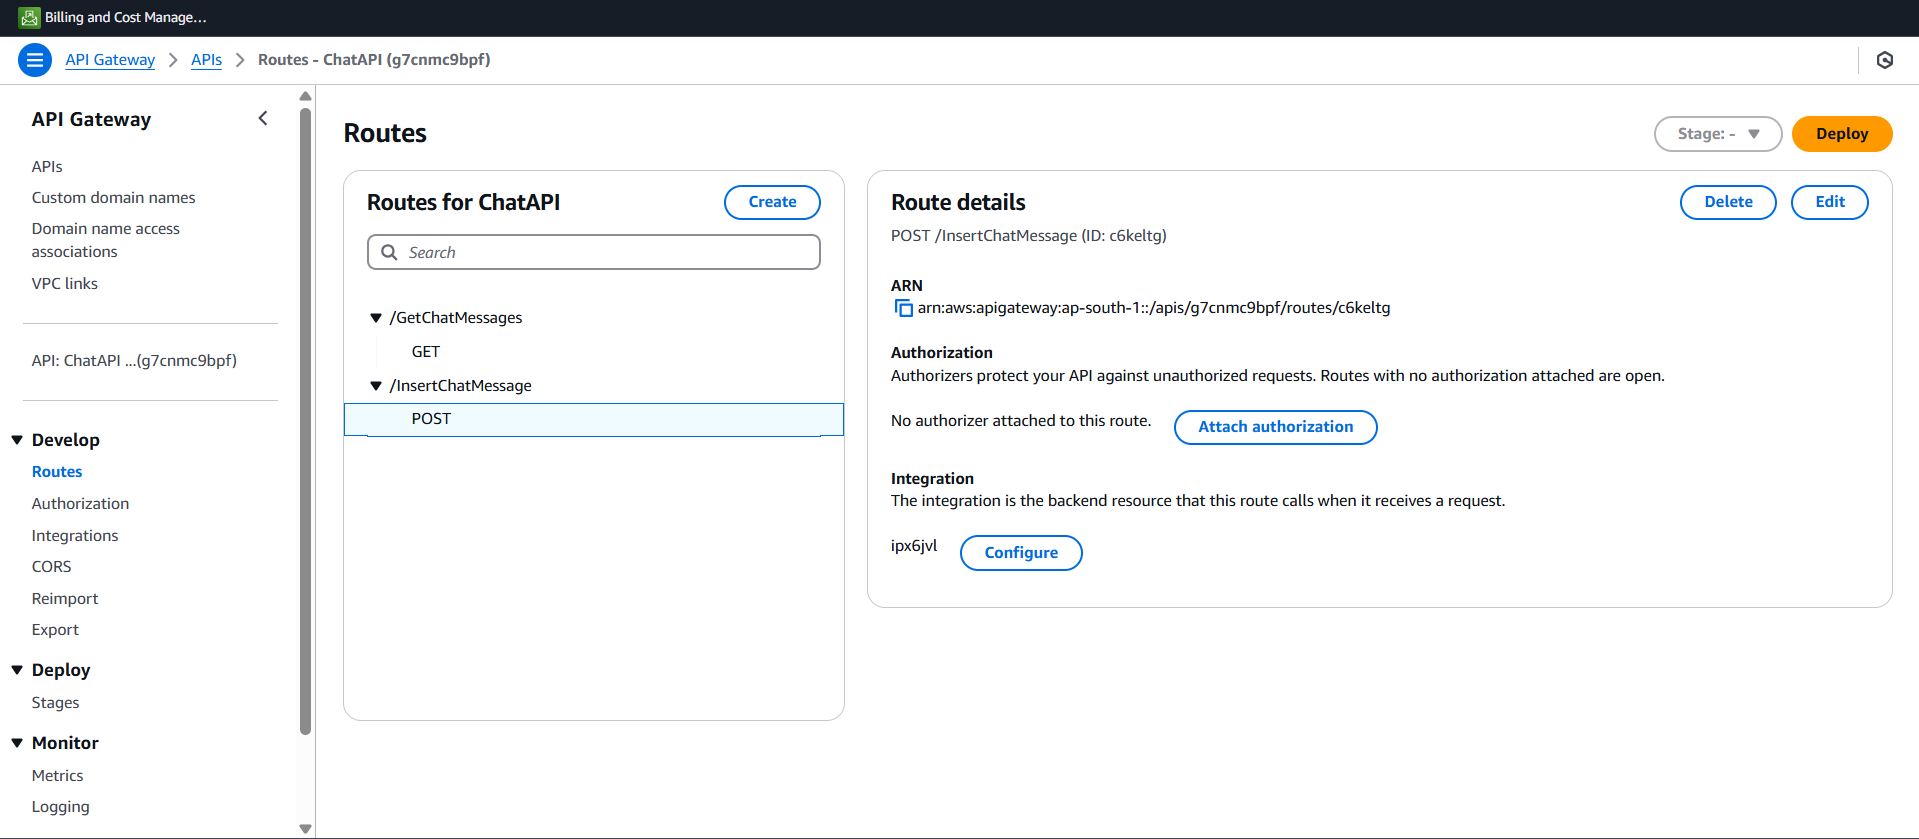 Billing and Cost Manage...
API Gateway > APIs > Routes - ChatAPI (g7cnmc9bpf)
API Gateway
APIs
Custom domain names
Domain name access
associations
VPC links
API: ChatAPI ...(g7cnmc9bpf)
Develop
Routes
Authorization
Integrations
CORS
Reimport
Export
Deploy
Stages
Monitor
Metrics
Logging
Routes
Stage: -
Deploy
Routes for ChatAPI
Create
Search
/GetChatMessages
GET
/InsertChatMessage
POST
Route details
Delete
Edit
POST /InsertChatMessage (ID: c6keltg)
ARN
arn:aws:apigateway:ap-south-1::/apis/g7cnmc9bpf/routes/c6keltg
Authorization
Authorizers protect your API against unauthorized requests. Routes with no authorization attached are open.
No authorizer attached to this route.
Attach authorization
Integration
The integration is the backend resource that this route calls when it receives a request.
ipx6jvl
Configure